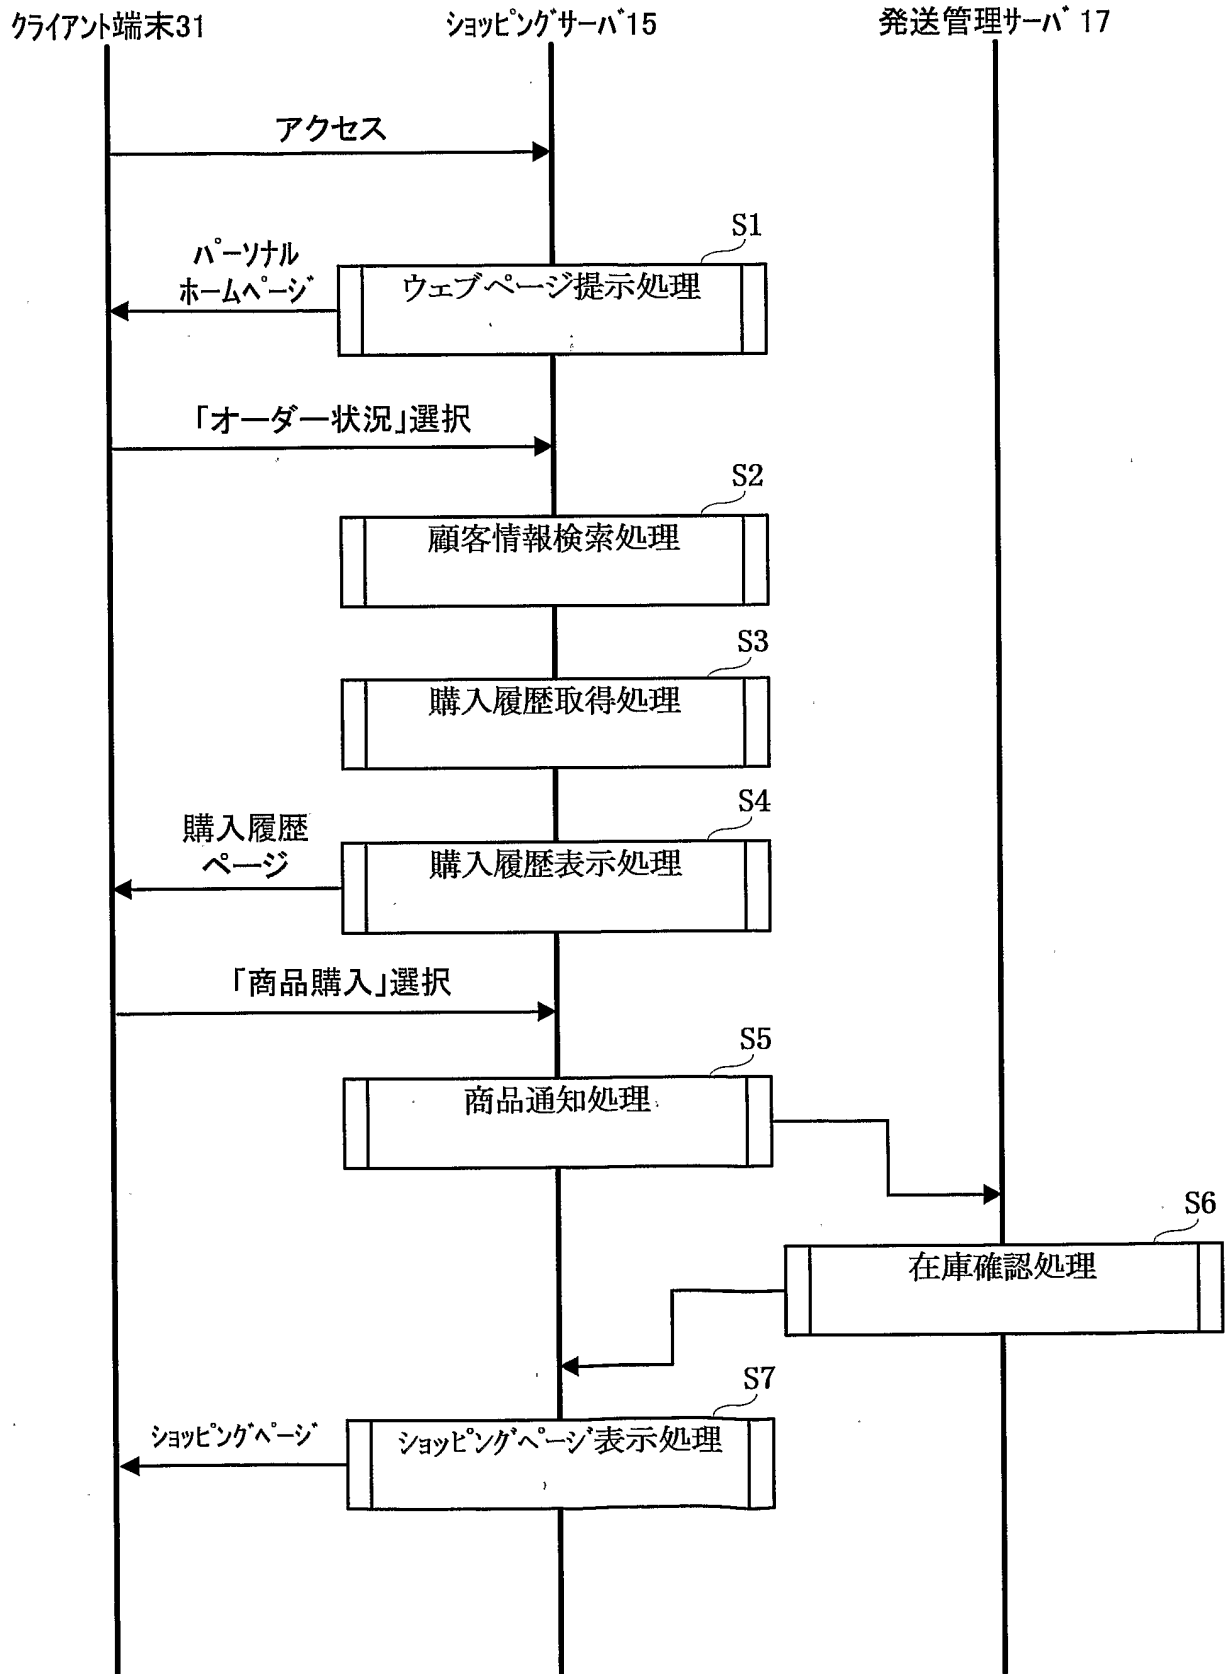 クライアント端末31
ショッピングサーバ15
発送管理サーバ17
アクセス
S1
パーソナル
ホームページ
ウェブページ提示処理
「オーダー状況」選択
S2
顧客情報検索処理
S3
購入履歴取得処理
S4
購入履歴
ページ
購入履歴表示処理
「商品購入」選択
S5
商品通知処理
S6
在庫確認処理
S7
ショッピングページ
ショッピングページ表示処理